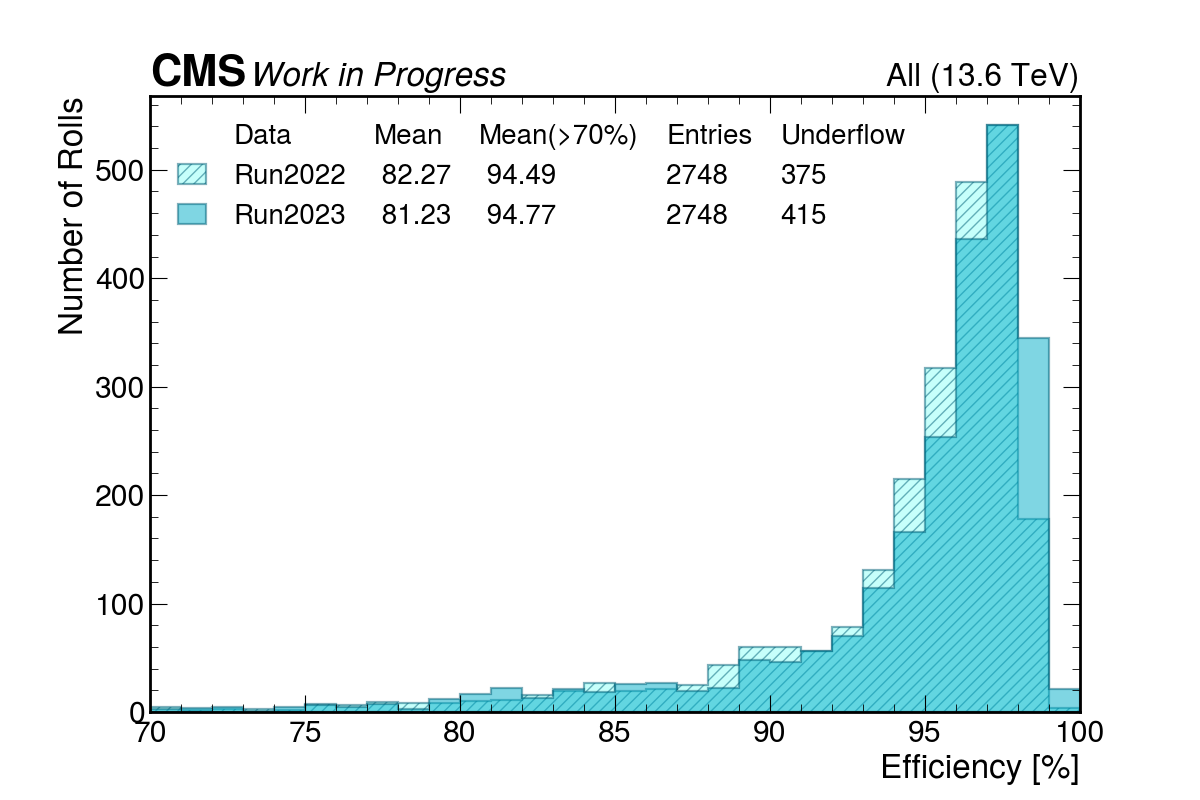 CMS Work in Progress All (13.6 TeV)
Number of Rolls
Data Mean Mean(>70%) Entries Underflow
Run2022 82.27 94.49 2748 375
Run2023 81.23 94.77 2748 415
500
400
300
200
100
0
70 75 80 85 90 95 100
Efficiency [%]